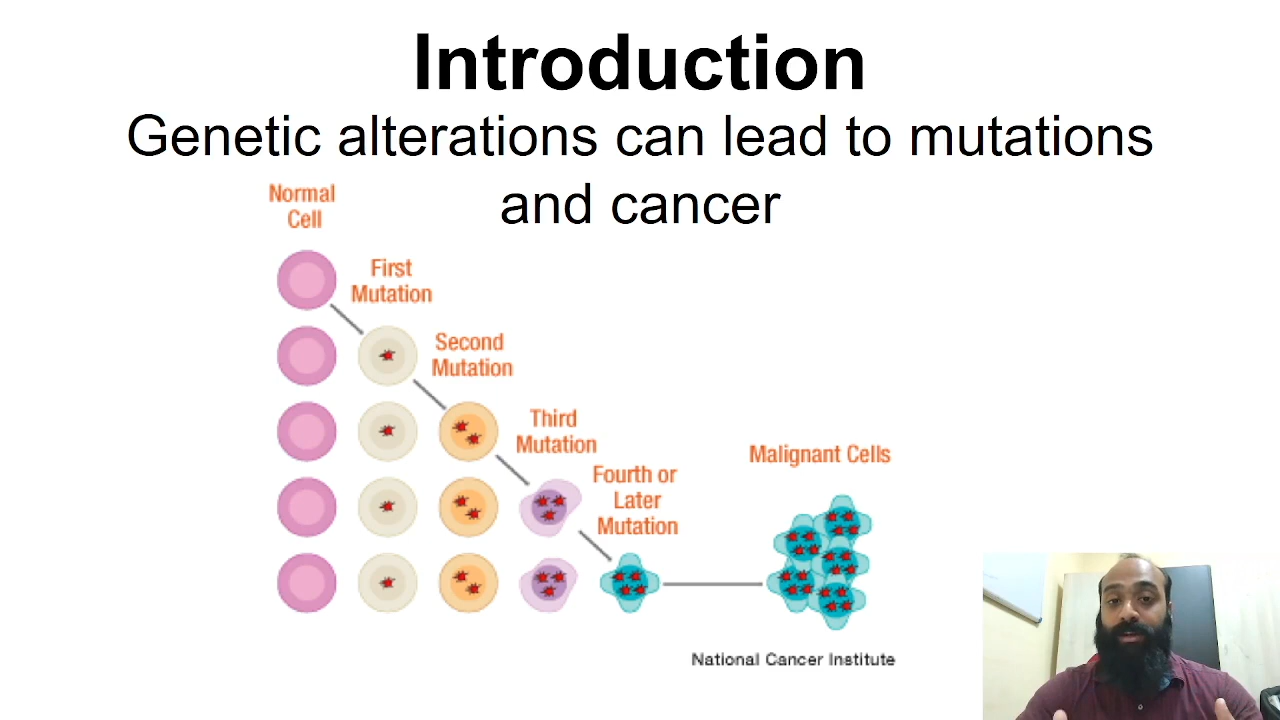 Introduction
Genetic alterations can lead to mutations
and cancer
Normal
Cell
First
Mutation
Second
Mutation
Third
Mutation
Fourth or
Later
Mutation
Malignant Cells
National Cancer Institute